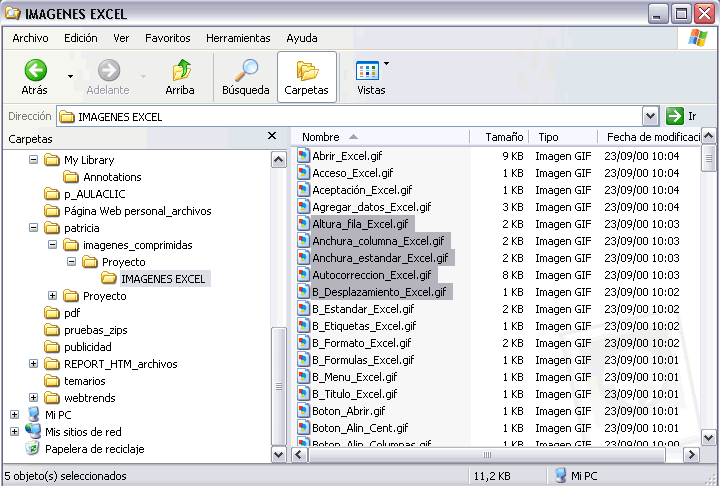 IMAGENES EXCEL
Archivo Edición Ver Favoritos Herramientas Ayuda
Atrás Adelante Arriba Búsqueda Carpetas Vistas
Dirección IMAGENES EXCEL Ir
Carpetas
My Library
Annotations
p_AULACLIC
Página Web personal_archivos
patricia
imagenes_comprimidas
Proyecto
IMAGENES EXCEL
Proyecto
pdf
pruebas_zips
publicidad
REPORT_HTM_archivos
temarios
webtrends
Mi PC
Mis sitios de red
Papelera de reciclaje
Nombre Tamaño Tipo Fecha de modificaci
Abrir_Excel.gif 9 KB Imagen GIF 23/09/00 10:04
Acceso_Excel.gif 1 KB Imagen GIF 23/09/00 10:04
Aceptación_Excel.gif 1 KB Imagen GIF 23/09/00 10:04
Agregar_datos_Excel.gif 3 KB Imagen GIF 23/09/00 10:04
Altura_fila_Excel.gif 2 KB Imagen GIF 23/09/00 10:03
Anchura_columna_Excel.gif 2 KB Imagen GIF 23/09/00 10:03
Anchura_estandar_Excel.gif 2 KB Imagen GIF 23/09/00 10:03
Autocorreccion_Excel.gif 8 KB Imagen GIF 23/09/00 10:03
B_Desplazamiento_Excel.gif 1 KB Imagen GIF 23/09/00 10:02
B_Estandar_Excel.gif 2 KB Imagen GIF 23/09/00 10:02
B_Etiquetas_Excel.gif 1 KB Imagen GIF 23/09/00 10:02
B_Formato_Excel.gif 2 KB Imagen GIF 23/09/00 10:02
B_Formulas_Excel.gif 1 KB Imagen GIF 23/09/00 10:01
B_Menu_Excel.gif 1 KB Imagen GIF 23/09/00 10:01
B_Titulo_Excel.gif 1 KB Imagen GIF 23/09/00 10:01
Boton_Abrir.gif 1 KB Imagen GIF 23/09/00 10:01
Boton_Alin_Cent.gif 1 KB Imagen GIF 23/09/00 10:01
Boton_Alin_Columnas.gif 1 KB Imagen GIF 23/09/00 10:00
5 objeto(s) seleccionados 11,2 KB Mi PC